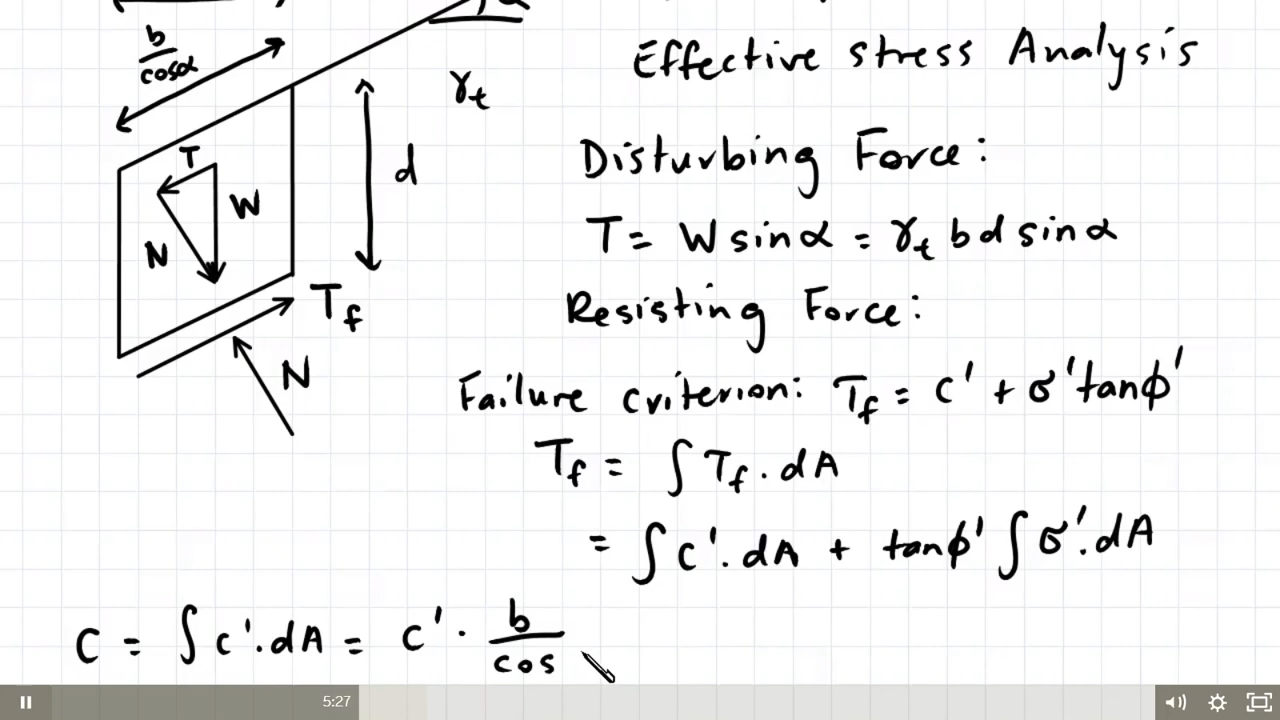 b/cosα
γt
d
T
W
N
Tf
N
Effective stress Analysis
Disturbing Force:
T = W sinα = γt b d sinα
Resisting Force:
Failure criterion: τf = c' + σ' tanϕ'
Tf = ∫ τf . dA
= ∫ c' . dA + tanϕ' ∫ σ' . dA
C = ∫ c' . dA = c' . b/cos
5:27